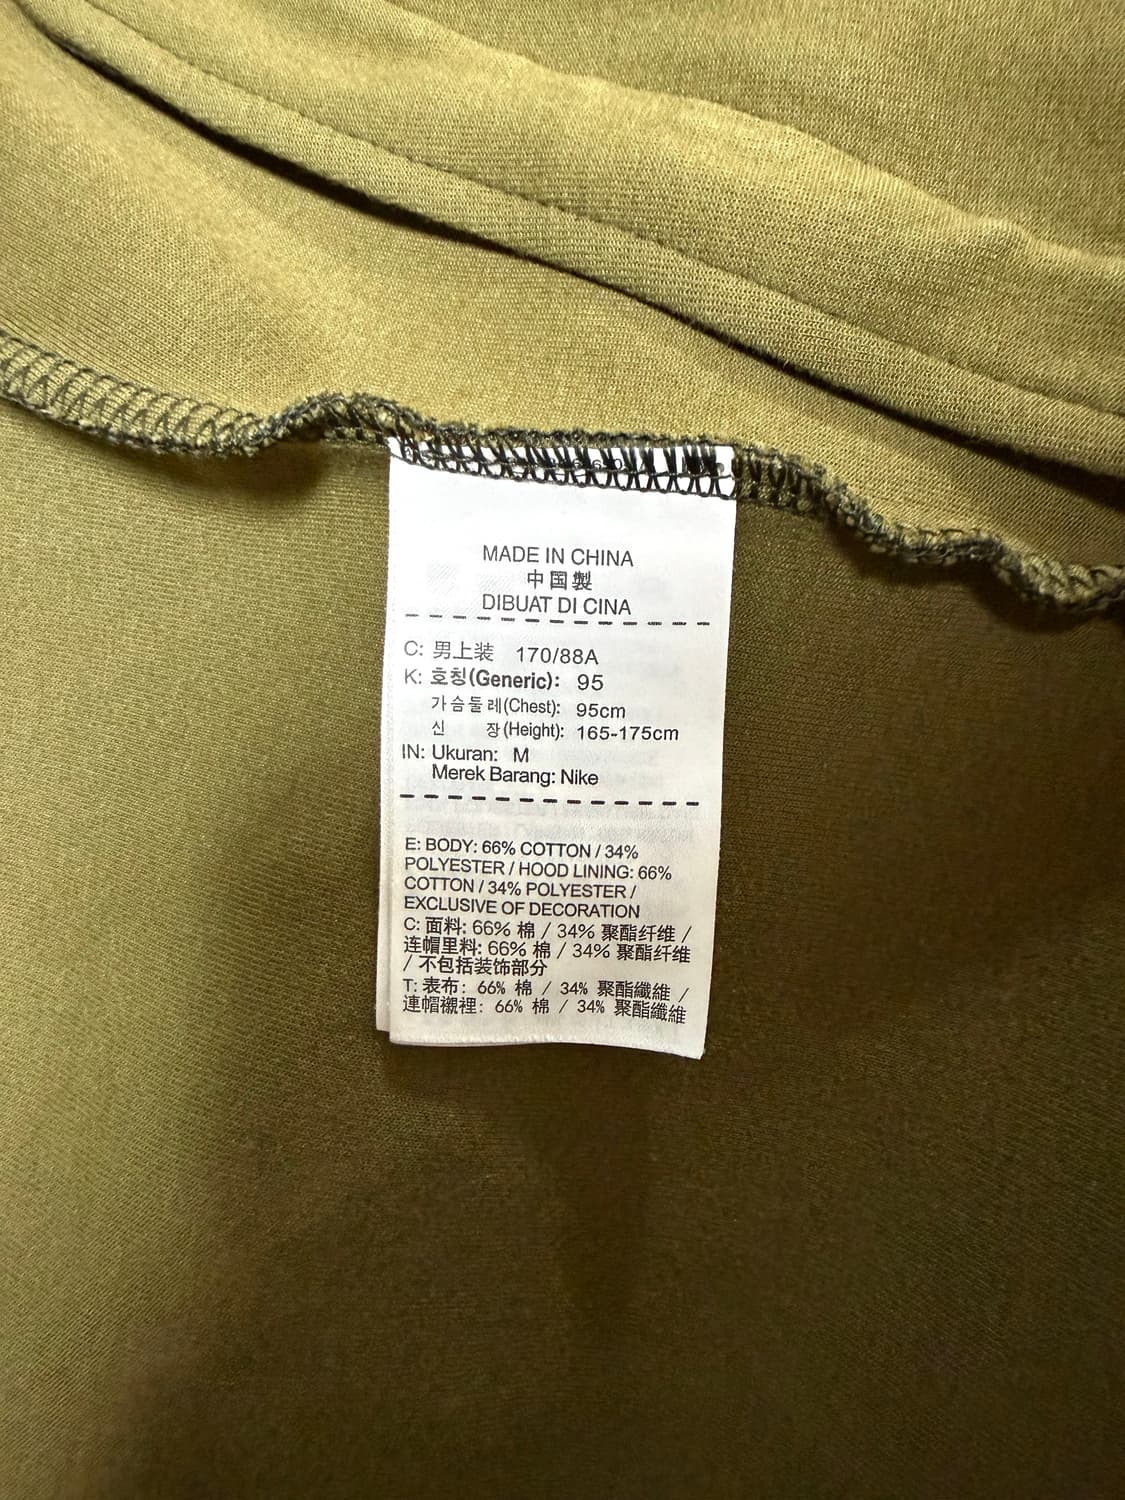 MADE IN CHINA
中国製
DIBUAT DI CINA
C: 男上装 170/88A
K: 호칭(Generic): 95
가슴둘레(Chest): 95cm
신 장(Height): 165-175cm
IN: Ukuran: M
Merek Barang: Nike
E: BODY: 66% COTTON / 34%
POLYESTER / HOOD LINING: 66%
COTTON / 34% POLYESTER /
EXCLUSIVE OF DECORATION
C: 面料: 66% 棉 / 34% 聚酯纤维 /
连帽里料: 66% 棉 / 34% 聚酯纤维
/ 不包括装饰部分
T: 表布: 66% 棉 / 34% 聚酯纖維 /
連帽襯裡: 66% 棉 / 34% 聚酯纖維